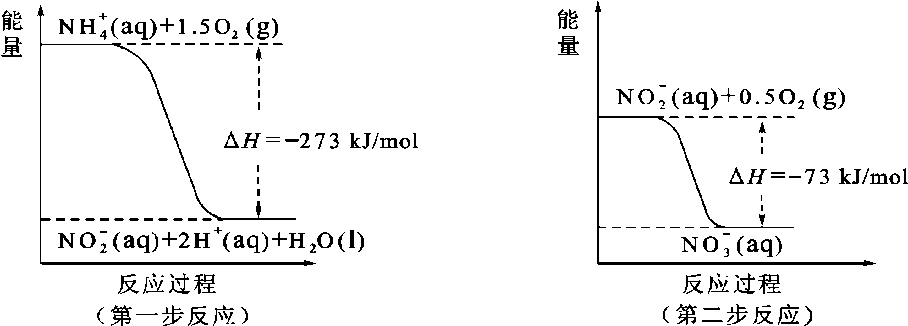 能量
NH₄⁺(aq)+1.5O₂(g)
ΔH=−273 kJ/mol
NO₂⁻(aq)+2H⁺(aq)+H₂O(l)
反应过程
(第一步反应)
能量
NO₂⁻(aq)+0.5O₂(g)
ΔH=−73 kJ/mol
NO₃⁻(aq)
反应过程
(第二步反应)